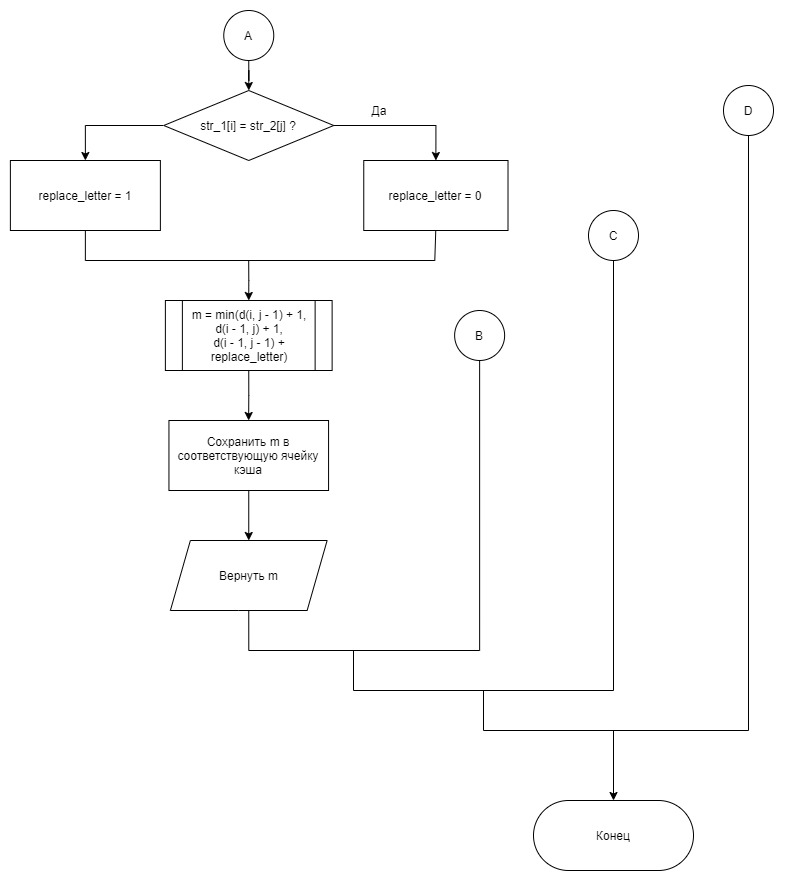 A
D
Да
str_1[i] = str_2[j] ?
replace_letter = 1
replace_letter = 0
C
m = min(d(i, j - 1) + 1,
d(i - 1, j) + 1,
d(i - 1, j - 1) +
replace_letter)
B
Сохранить m в
соответствующую ячейку
кэша
Вернуть m
Конец